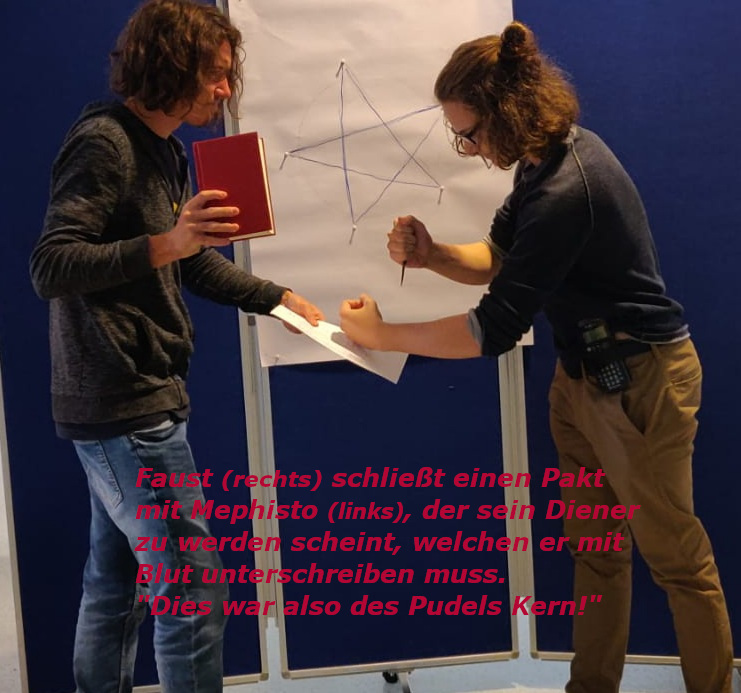 Faust (rechts) schließt einen Pakt
mit Mephisto (links), der sein Diener
zu werden scheint, welchen er mit
Blut unterschreiben muss.
"Dies war also des Pudels Kern!"